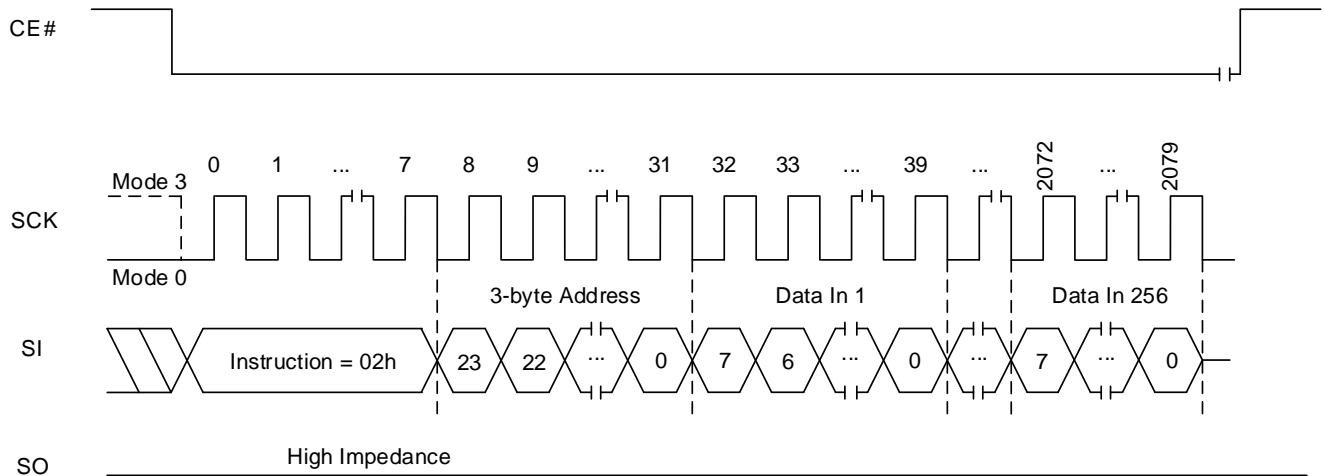 CE#
0 1 ... 7 8 9 ... 31 32 33 ... 39 ... 2072 ... 2079
Mode 3
SCK
Mode 0
3-byte Address Data In 1 Data In 256
SI Instruction = 02h 23 22 ... 0 7 6 ... 0 ... 7 ... 0
High Impedance
SO